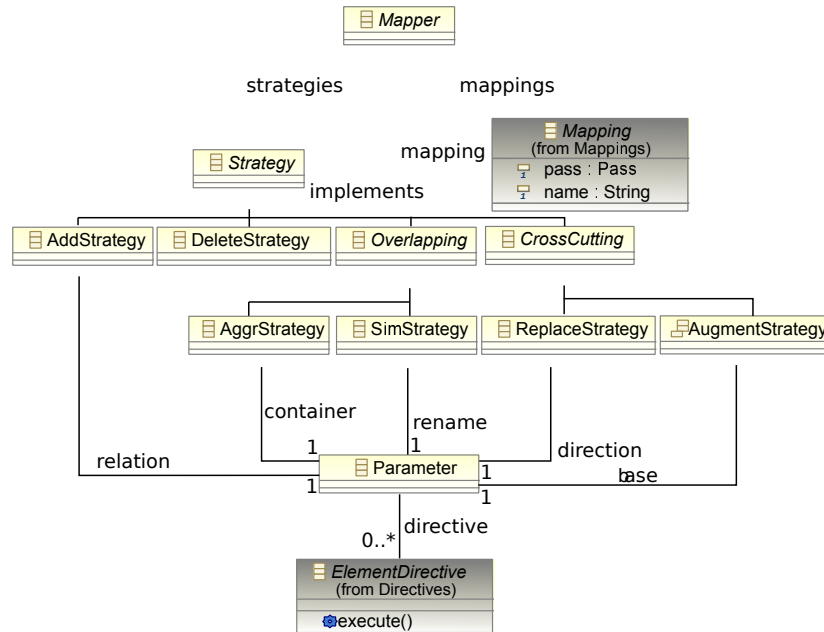 Mapper
strategies mappings
Mapping
(from Mappings)
mapping
pass : Pass
name : String
Strategy
implements
AddStrategy DeleteStrategy Overlapping CrossCutting
AggrStrategy SimStrategy ReplaceStrategy AugmentStrategy
container rename direction
1 1 1
relation base
1 1
Parameter
directive
0..*
ElementDirective
(from Directives)
execute()